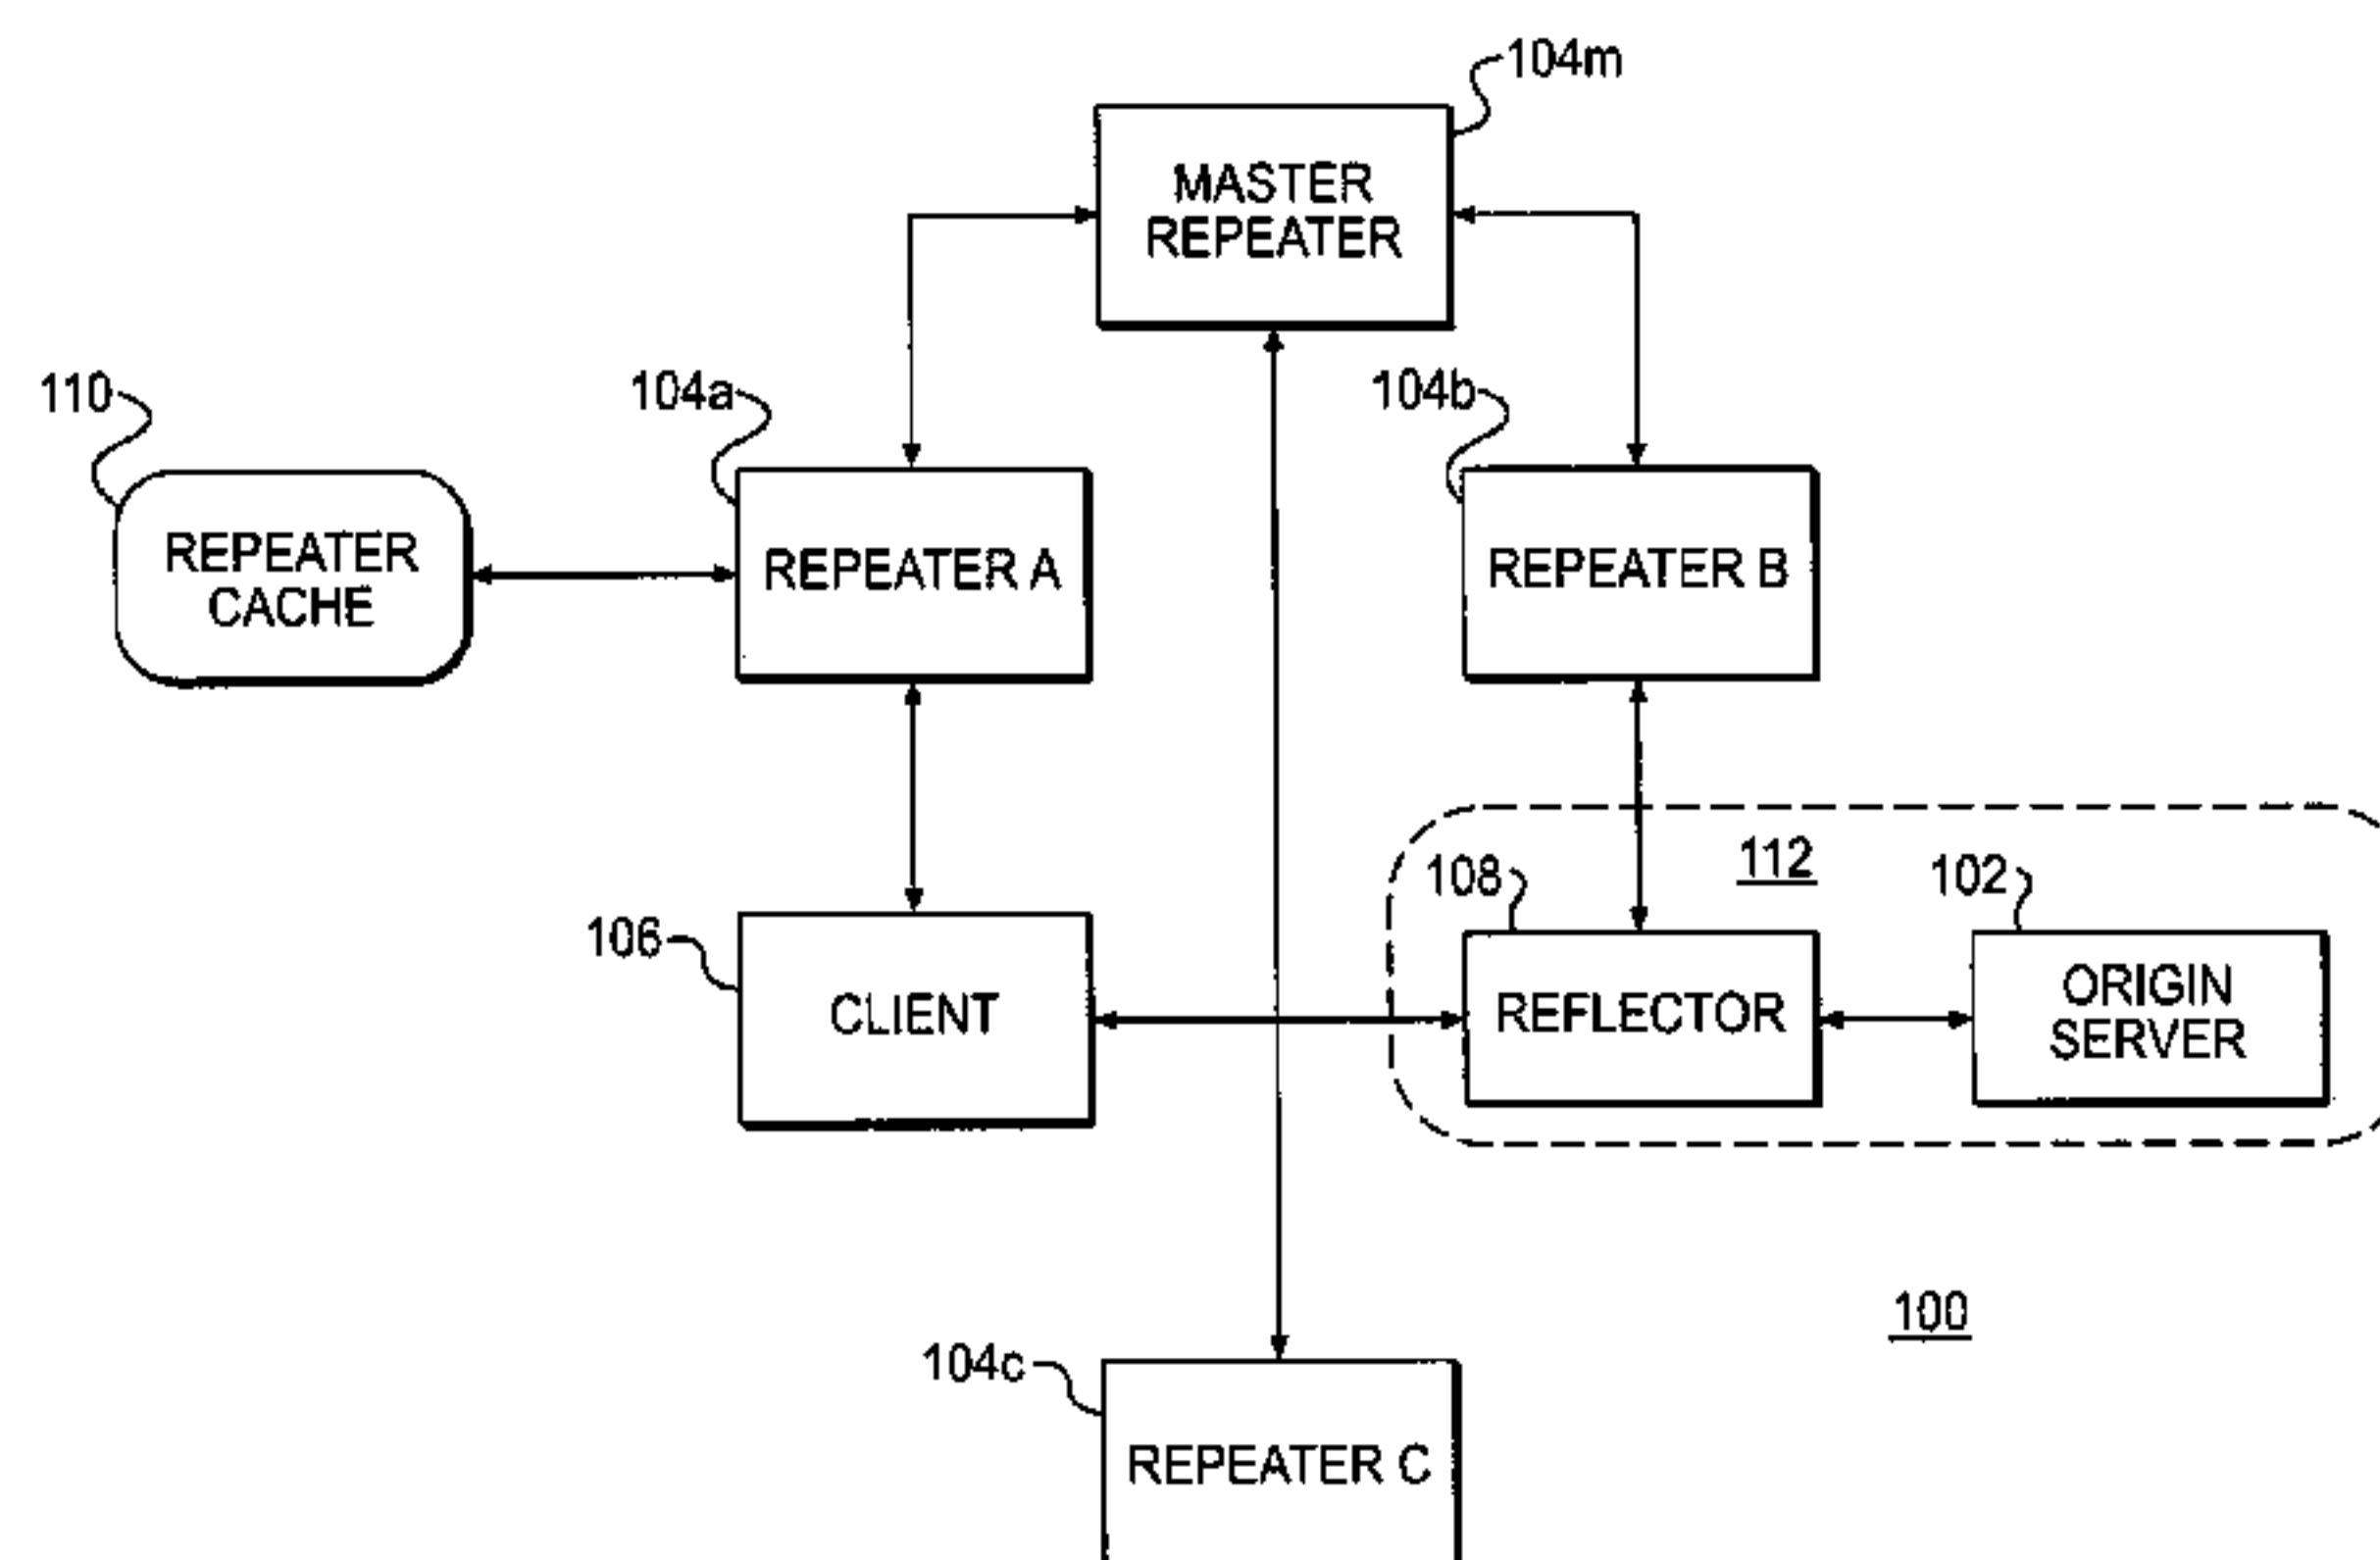 104m
MASTER
REPEATER
110
104a
104b
REPEATER
CACHE
REPEATER A
REPEATER B
112
108
102
106
CLIENT
REFLECTOR
ORIGIN
SERVER
100
104c
REPEATER C